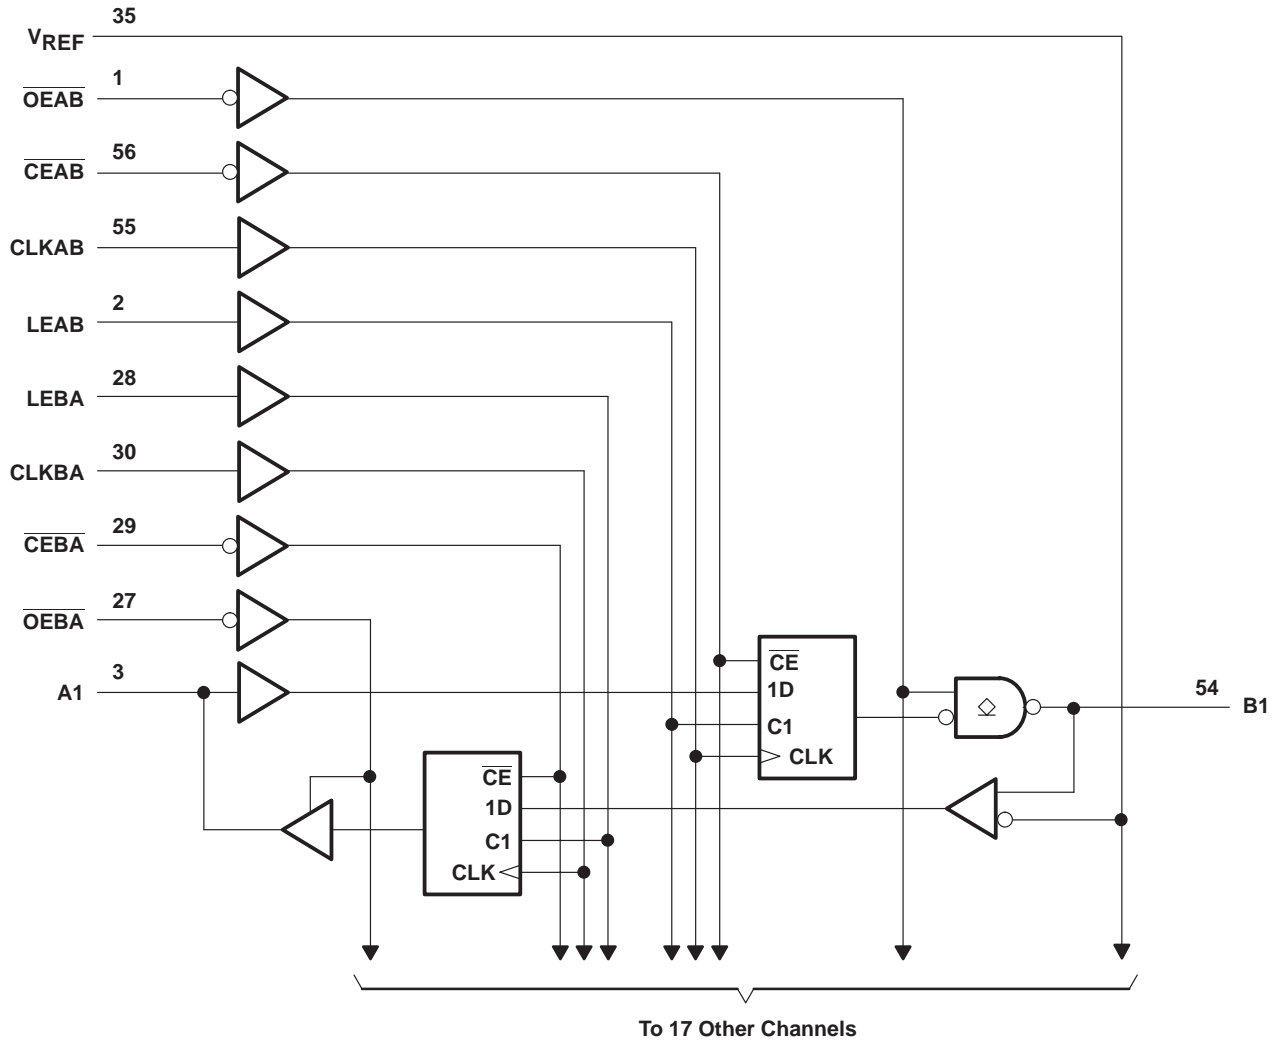 35
VREF
1
OEAB
56
CEAB
55
CLKAB
2
LEAB
28
LEBA
30
CLKBA
29
CEBA
27
OEBA
3
A1
CE
1D
C1
CLK
54
B1
CE
1D
C1
CLK
To 17 Other Channels